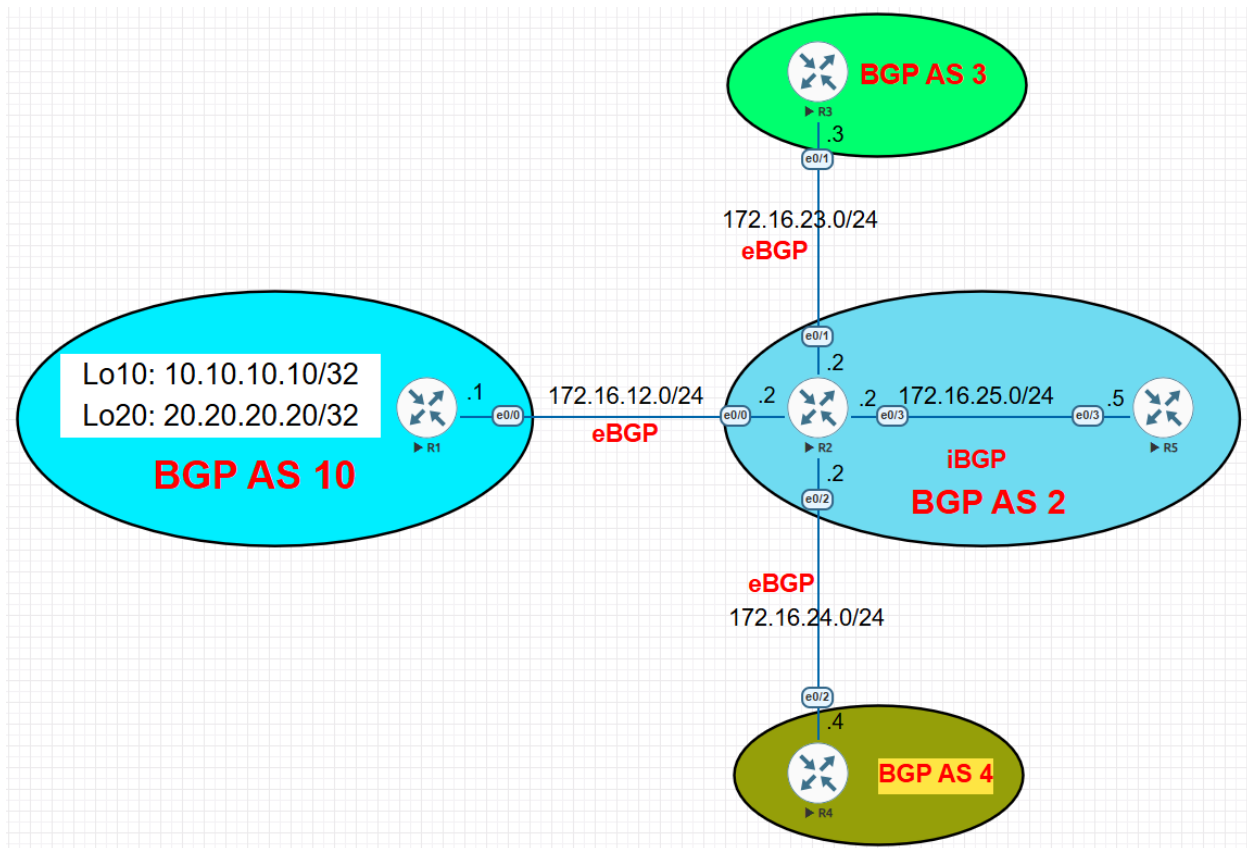 BGP AS 3
R3
.3
e0/1
172.16.23.0/24
eBGP
e0/1
.2
Lo10: 10.10.10.10/32
Lo20: 20.20.20.20/32
.1
e0/0
R1
BGP AS 10
172.16.12.0/24
eBGP
.2
e0/0
R2
.2
e0/3
172.16.25.0/24
e0/3
.5
R5
iBGP
BGP AS 2
.2
e0/2
eBGP
172.16.24.0/24
e0/2
.4
BGP AS 4
R4